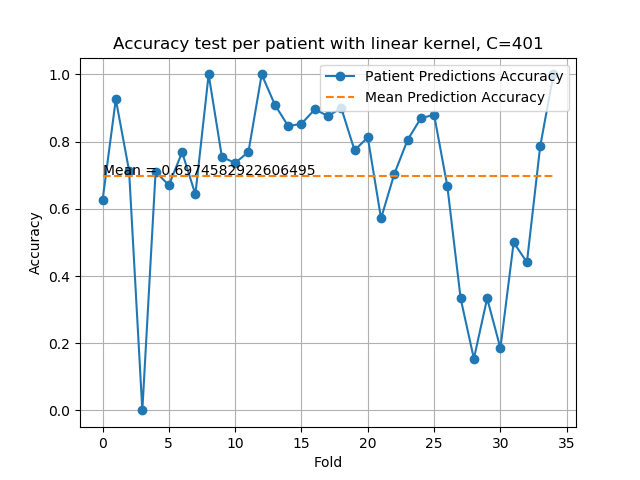 Accuracy test per patient with linear kernel, C=401
Patient Predictions Accuracy
Mean Prediction Accuracy
Mean = 0.6974582922606495
Accuracy
1.0
0.8
0.6
0.4
0.2
0.0
0 5 10 15 20 25 30 35
Fold